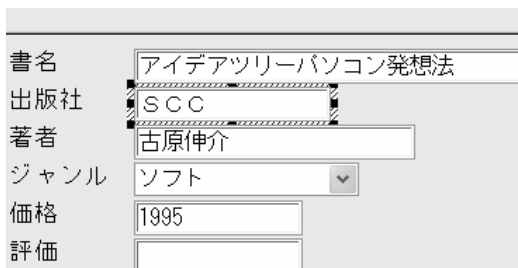 書名 アイデアツリーパソコン発想法
出版社 ＳＣＣ
著者 古原伸介
ジャンル ソフト
価格 1995
評価